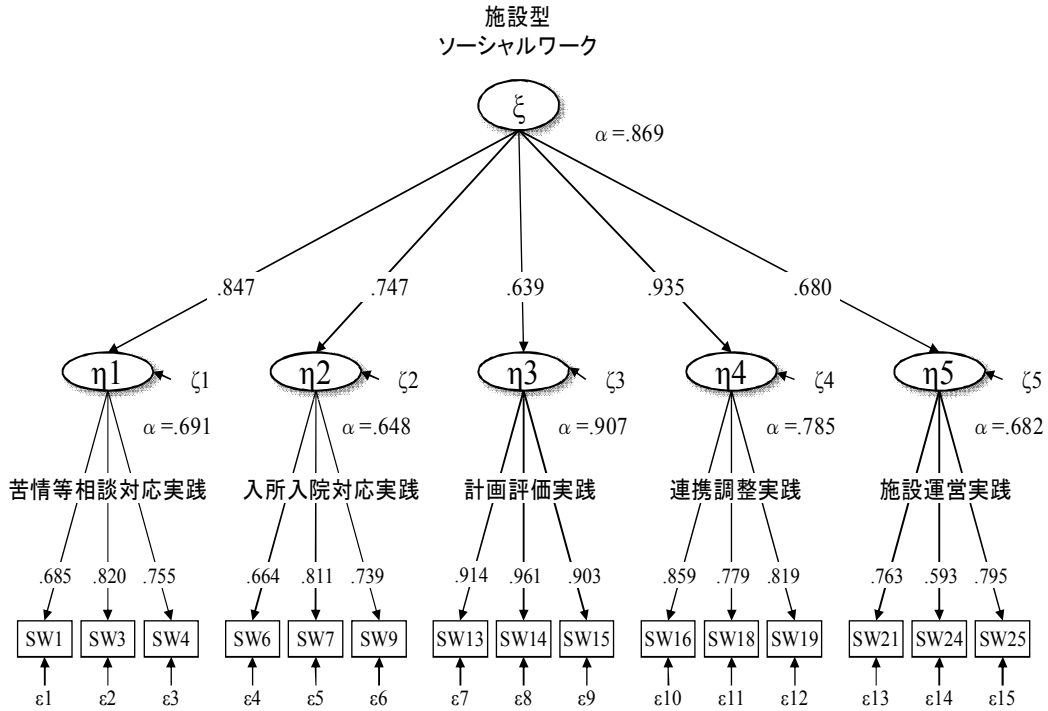 施設型
ソーシャルワーク
ξ
α=.869
.847 .747 .639 .935 .680
η1 ζ1 η2 ζ2 η3 ζ3 η4 ζ4 η5 ζ5
α=.691 α=.648 α=.907 α=.785 α=.682
苦情等相談対応実践 入所入院対応実践 計画評価実践 連携調整実践 施設運営実践
.685 .820 .755 .664 .811 .739 .914 .961 .903 .859 .779 .819 .763 .593 .795
SW1 SW3 SW4 SW6 SW7 SW9 SW13 SW14 SW15 SW16 SW18 SW19 SW21 SW24 SW25
ε1 ε2 ε3 ε4 ε5 ε6 ε7 ε8 ε9 ε10 ε11 ε12 ε13 ε14 ε15